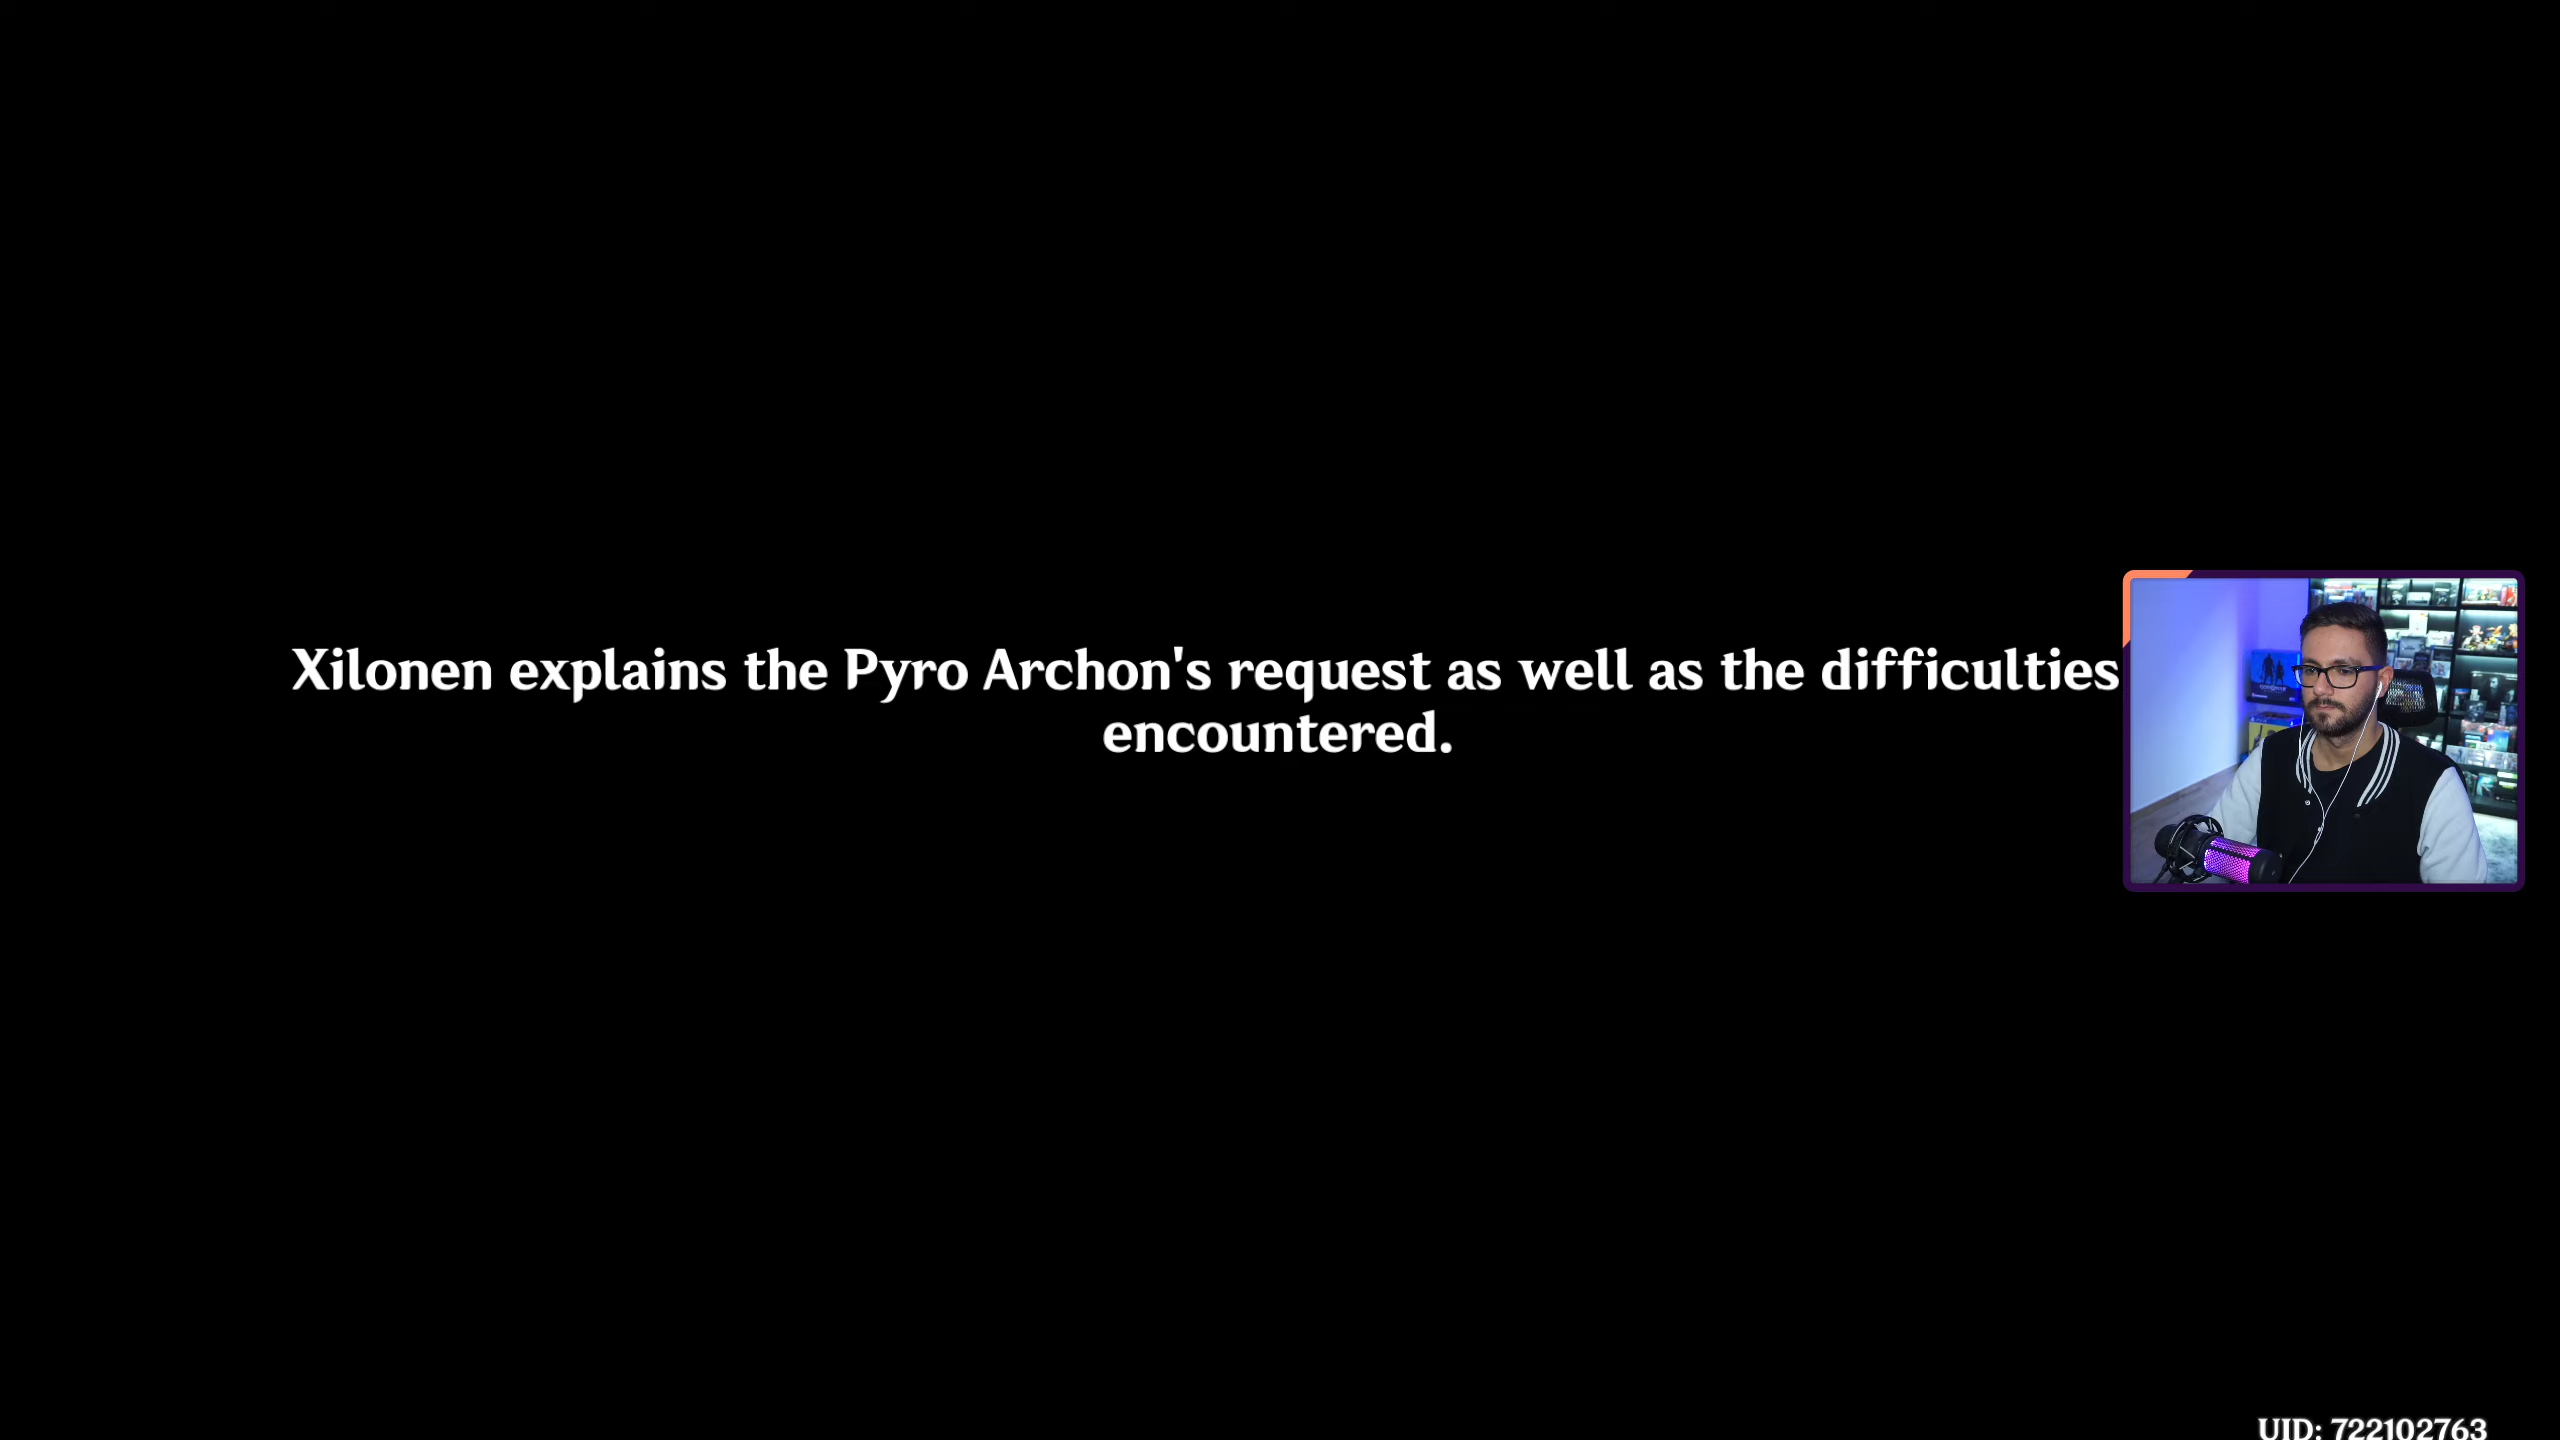 Xilonen explains the Pyro Archon's request as well as the difficulties
encountered.
UID: 722102763